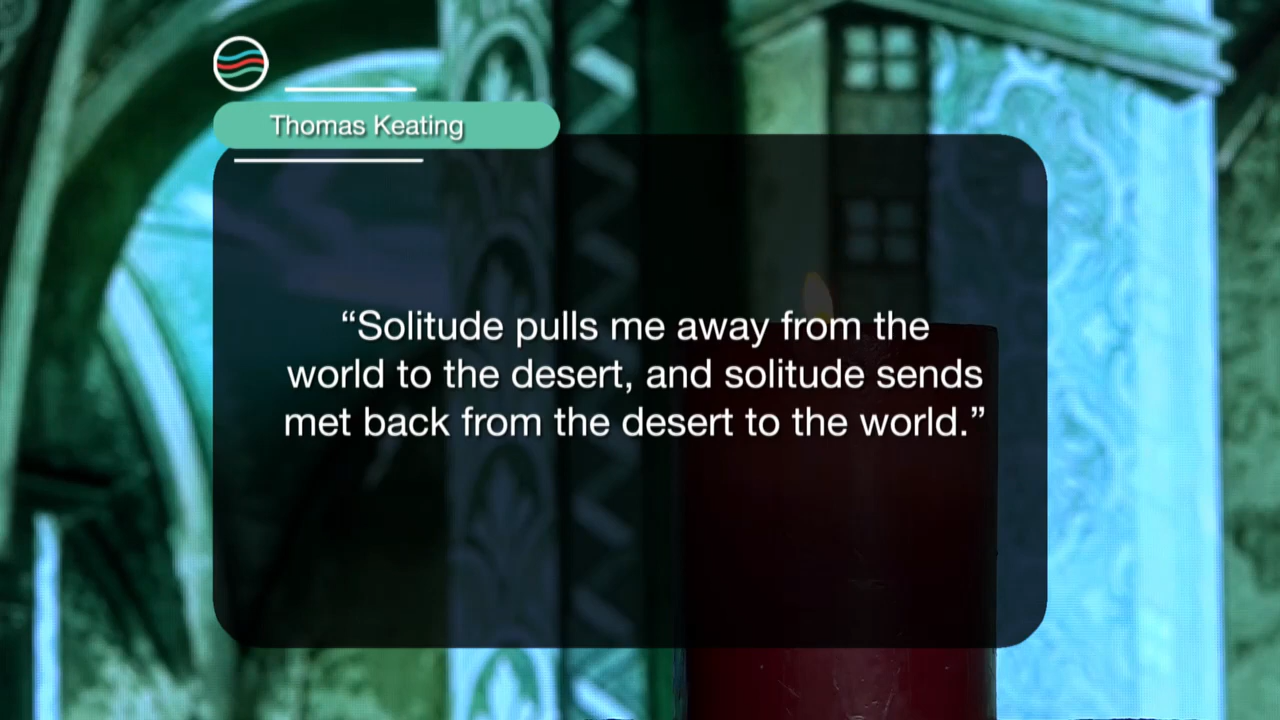 Thomas Keating
“Solitude pulls me away from the
world to the desert, and solitude sends
met back from the desert to the world.”